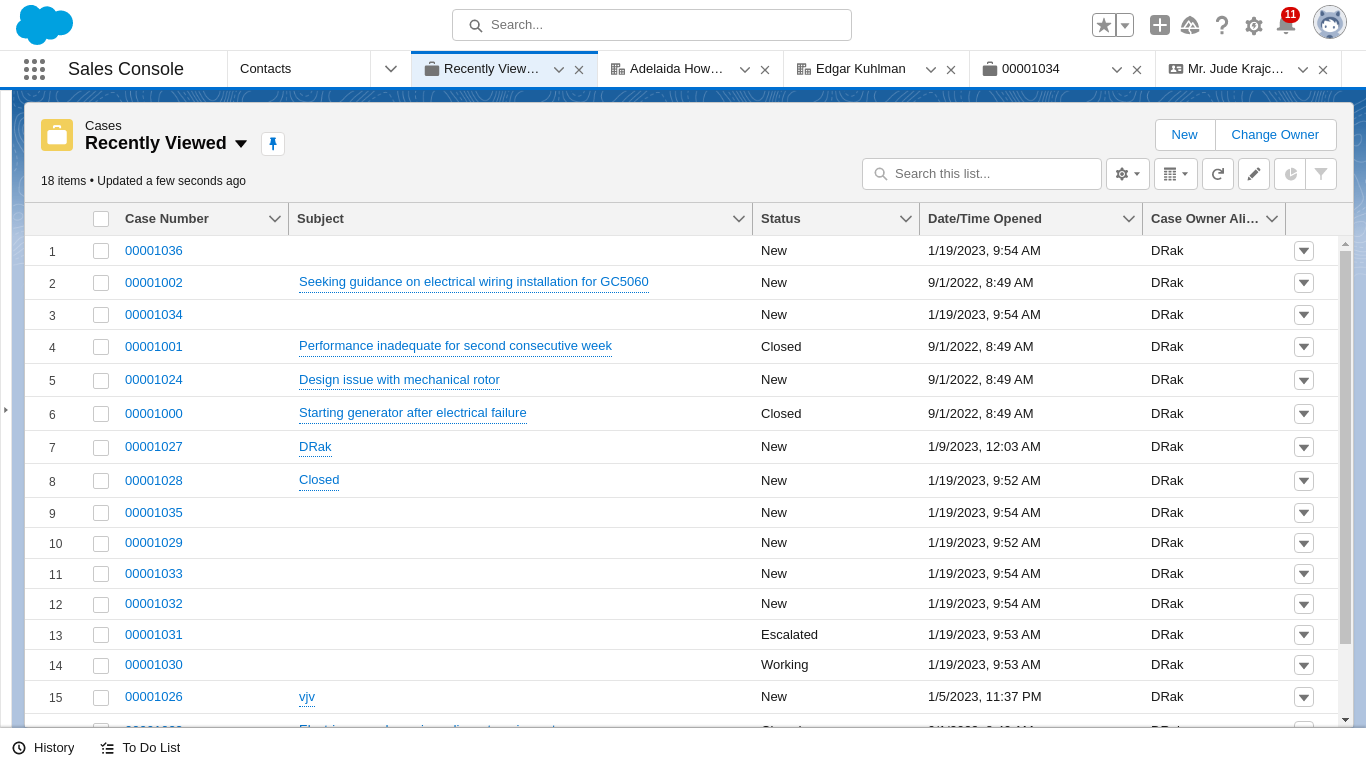 Search...
11
Sales Console
Contacts
Recently View…
Adelaida How…
Edgar Kuhlman
00001034
Mr. Jude Krajc…
Cases
Recently Viewed
New
Change Owner
18 items • Updated a few seconds ago
Search this list...
Case Number Subject Status Date/Time Opened Case Owner Ali…
1 00001036 New 1/19/2023, 9:54 AM DRak
2 00001002 Seeking guidance on electrical wiring installation for GC5060 New 9/1/2022, 8:49 AM DRak
3 00001034 New 1/19/2023, 9:54 AM DRak
4 00001001 Performance inadequate for second consecutive week Closed 9/1/2022, 8:49 AM DRak
5 00001024 Design issue with mechanical rotor New 9/1/2022, 8:49 AM DRak
6 00001000 Starting generator after electrical failure Closed 9/1/2022, 8:49 AM DRak
7 00001027 DRak New 1/9/2023, 12:03 AM DRak
8 00001028 Closed New 1/19/2023, 9:52 AM DRak
9 00001035 New 1/19/2023, 9:54 AM DRak
10 00001029 New 1/19/2023, 9:52 AM DRak
11 00001033 New 1/19/2023, 9:54 AM DRak
12 00001032 New 1/19/2023, 9:54 AM DRak
13 00001031 Escalated 1/19/2023, 9:53 AM DRak
14 00001030 Working 1/19/2023, 9:53 AM DRak
15 00001026 vjv New 1/5/2023, 11:37 PM DRak
History
To Do List